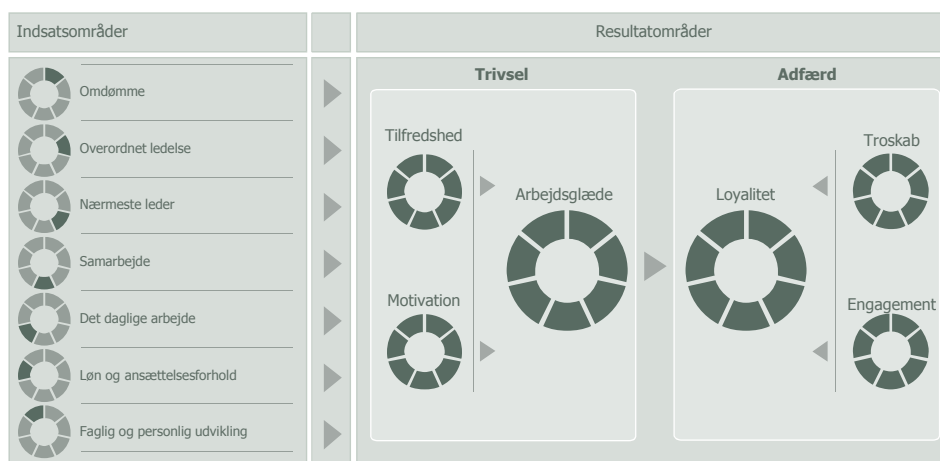 Indsatsområder
Resultatområder
Omdømme
Overordnet ledelse
Nærmeste leder
Samarbejde
Det daglige arbejde
Løn og ansættelsesforhold
Faglig og personlig udvikling
Trivsel
Tilfredshed
Arbejdsglæde
Motivation
Adfærd
Troskab
Loyalitet
Engagement